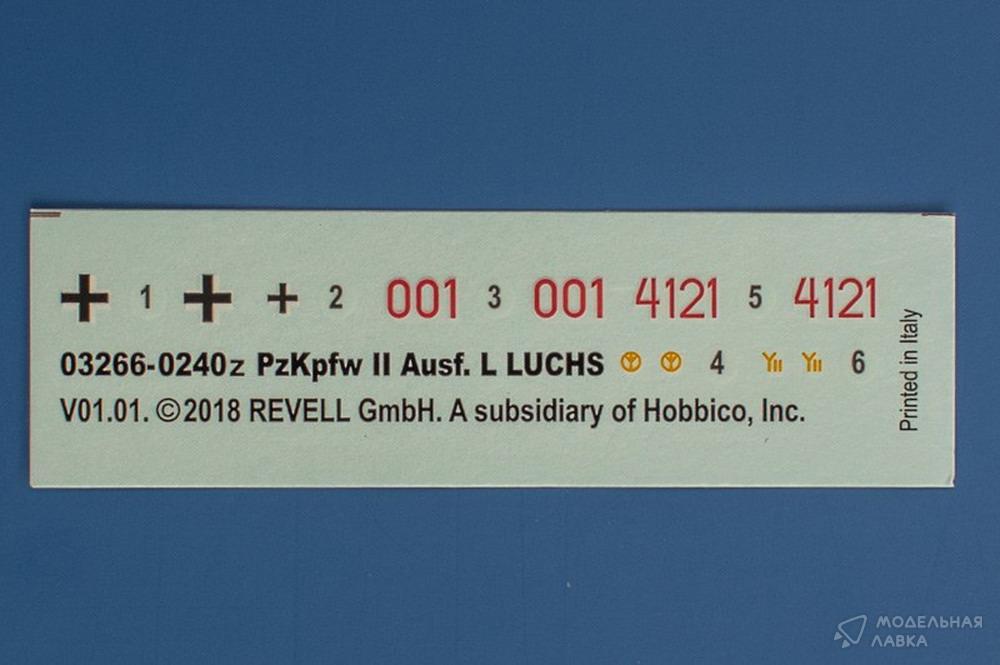 1 2 001 3 001 4121 5 4121
03266-0240z PzKpfw II Ausf. L LUCHS 4 6
V01.01. ©2018 REVELL GmbH. A subsidiary of Hobbico, Inc.
Printed in Italy
МОДЕЛЬНАЯ
ЛАВКА